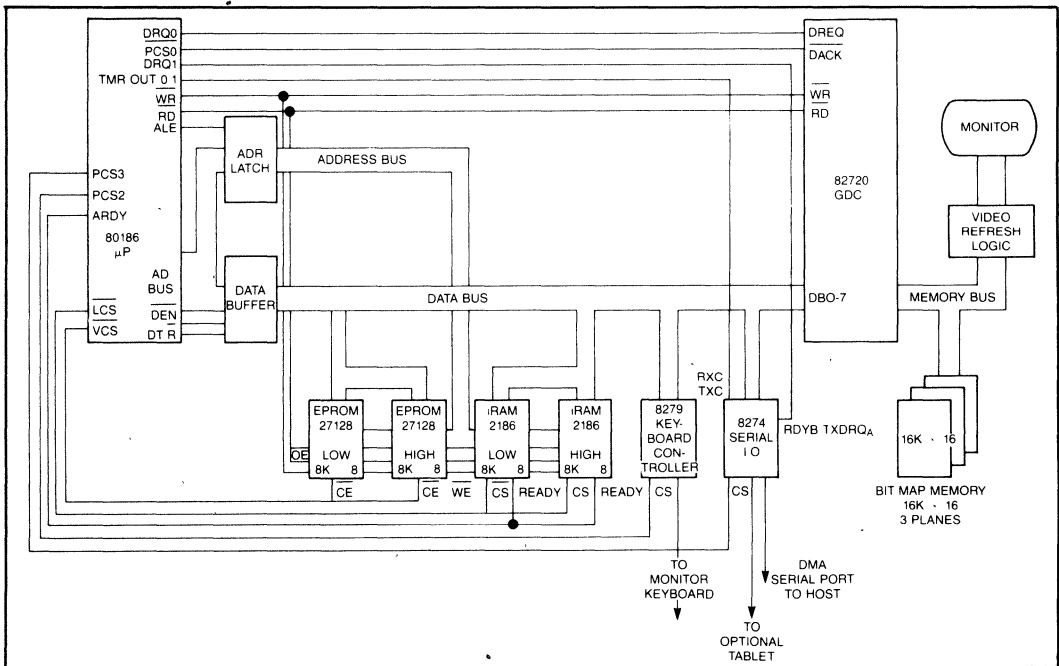 DRQ0
PCS0
DRQ1
TMR OUT 0 1
WR
RD
ALE
PCS3
PCS2
ARDY
80186
µP
AD
BUS
LCS
DEN
VCS
DT R
ADR
LATCH
ADDRESS BUS
DATA
BUFFER
DATA BUS
DREQ
DACK
WR
RD
82720
GDC
DBO-7
MONITOR
VIDEO
REFRESH
LOGIC
MEMORY BUS
16K · 16
BIT MAP MEMORY
16K · 16
3 PLANES
EPROM
27128
LOW
8K 8
OE
CE
EPROM
27128
HIGH
8K 8
CE
WE
iRAM
2186
LOW
8K 8
CS READY
iRAM
2186
HIGH
8K 8
CS READY
8279
KEY-
BOARD
CON-
TROLLER
CS
RXC
TXC
8274
SERIAL
I O
CS
RDYB TXDRQA
TO
MONITOR
KEYBOARD
DMA
SERIAL PORT
TO HOST
TO
OPTIONAL
TABLET